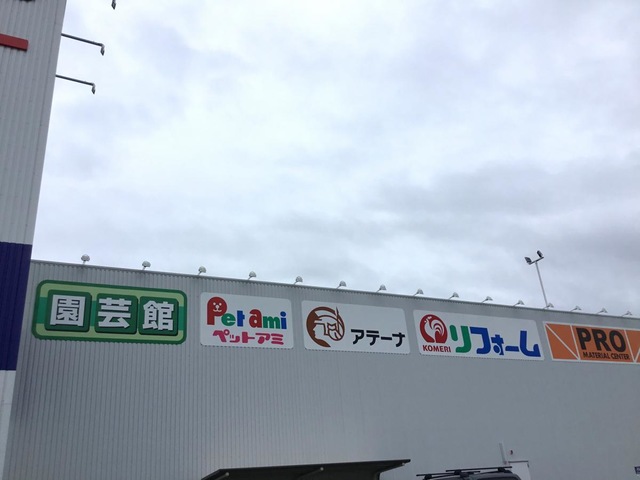 園芸館
Pet ami
ペットアミ
アテーナ
KOMERI
リフォーム
PRO
MATERIAL CENTER